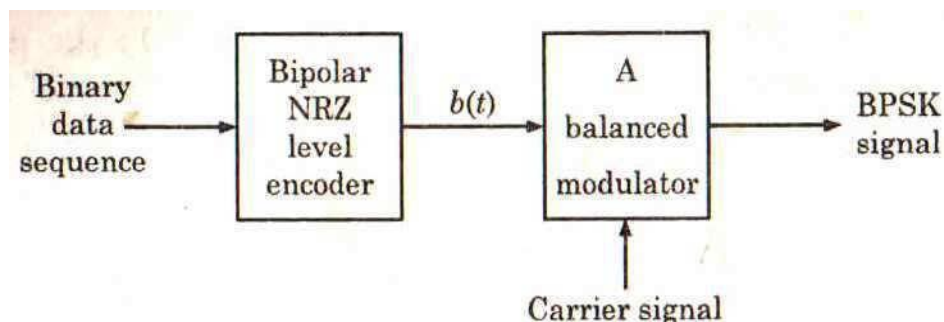 Binary
data
sequence
Bipolar
NRZ
level
encoder
b(t)
A
balanced
modulator
BPSK
signal
Carrier signal